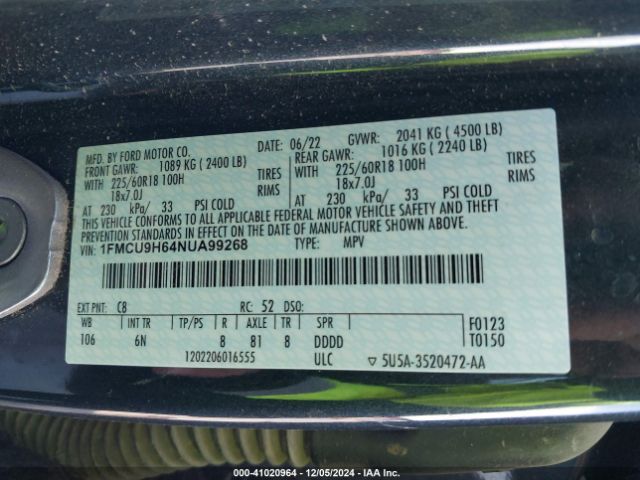 MFD. BY FORD MOTOR CO.
DATE: 06/22 GVWR: 2041 KG ( 4500 LB)
FRONT GAWR: 1089 KG ( 2400 LB)
REAR GAWR: 1016 KG ( 2240 LB)
WITH 225/60R18 100H TIRES
WITH 225/60R18 100H TIRES
18x7.0J RIMS
18x7.0J RIMS
AT 230 kPa/ 33 PSI COLD
AT 230 kPa/ 33 PSI COLD
THIS VEHICLE CONFORMS TO ALL APPLICABLE FEDERAL MOTOR VEHICLE SAFETY AND THEFT
PREVENTION STANDARDS IN EFFECT ON THE DATE OF MANUFACTURE SHOWN ABOVE.
VIN: 1FMCU9H64NUA99268 TYPE: MPV
EXT PNT: C8 RC: 52 DSO:
WB INT TR TP/PS R AXLE TR SPR
106 6N 8 81 8 DDDD
F0123
T0150
1202206016555 ULC ▽ 5U5A-3520472-AA
000-41020964 - 12/05/2024 - IAA Inc.